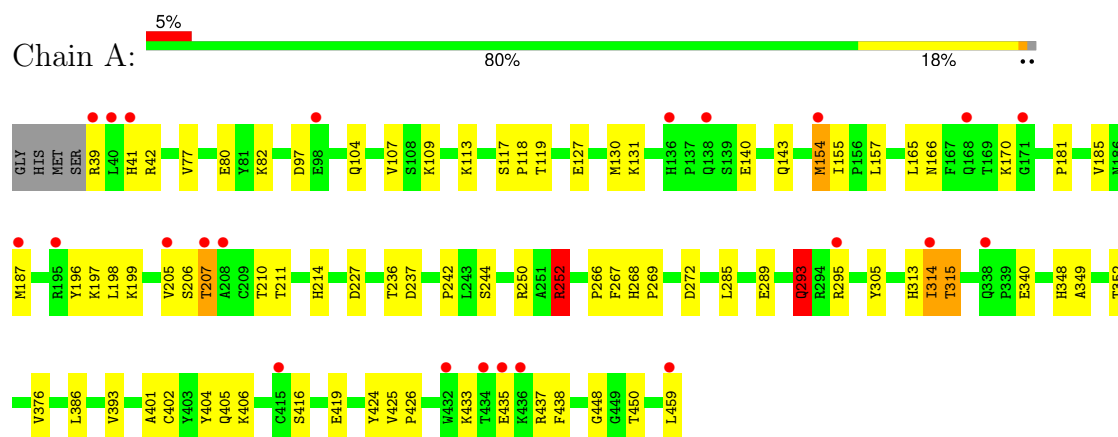 5%
Chain A:
80%
18%
••
GLY HIS MET SER R39 L40 H41 R42 V77 E80 Y81 K82 D97 E98 Q104 V107 S108 K109 K113 S117 P118 T119 E127 M130 K131 H136 P137 Q138 S139 E140 Q143 M154 I155 P156 L157 L165 N166 F167 Q168 T169 K170 G171 P181 V185 N186
M187 R195 Y196 K197 L198 K199 V205 S206 T207 A208 C209 T210 T211 H214 D227 T236 D237 P242 L243 S244 R250 A251 R252 P266 F267 H268 P269 D272 L285 E289 Q293 R294 R295 Y305 H313 I314 T315 Q338 P339 E340 H348 A349 T352
V376 L386 V393 A401 C402 Y403 Y404 Q405 K406 C415 S416 E419 Y424 V425 P426 W432 K433 T434 E435 K436 R437 F438 G448 G449 T450 L459